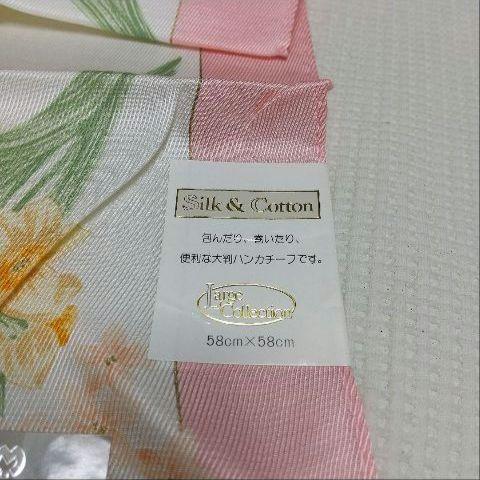 Silk & Cotton
包んだり、巻いたり、
便利な大判ハンカチーフです。
Large
Collection
58cm×58cm